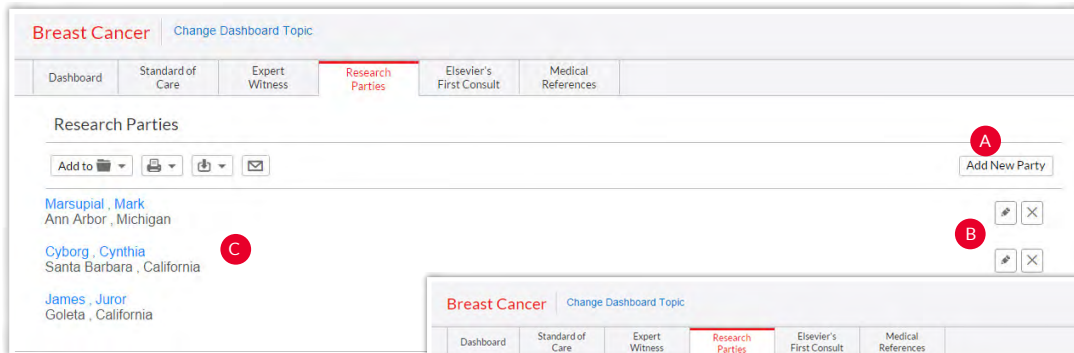 Breast Cancer Change Dashboard Topic
Dashboard Standard of Care Expert Witness Research Parties Elsevier's First Consult Medical References
Research Parties
A
Add to Add New Party
Marsupial , Mark
Ann Arbor , Michigan
B
Cyborg , Cynthia
C
Santa Barbara , California
James , Juror
Goleta , California
Breast Cancer Change Dashboard Topic
Dashboard Standard of Care Expert Witness Research Parties Elsevier's First Consult Medical References